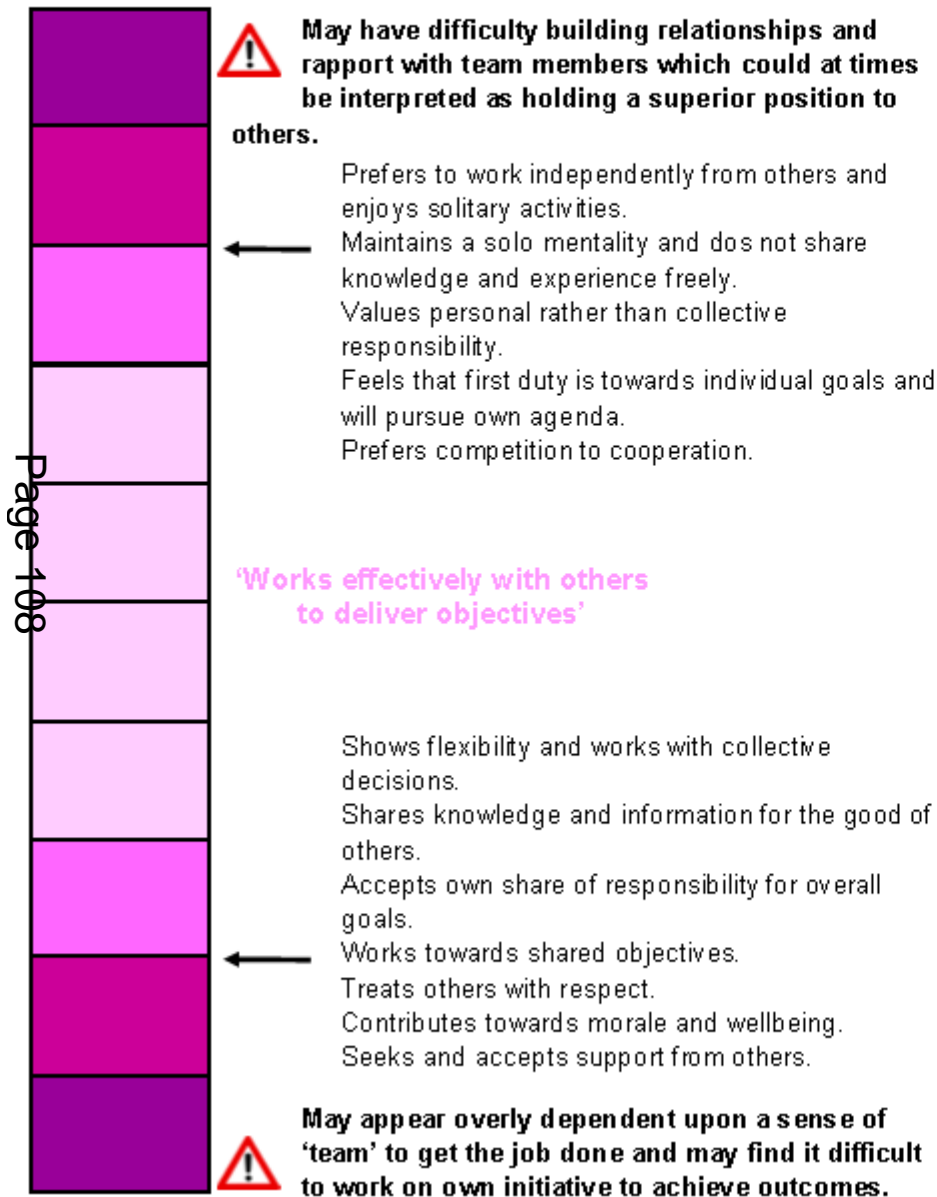 May have difficulty building relationships and
rapport with team members which could at times
be interpreted as holding a superior position to
others.
Prefers to work independently from others and
enjoys solitary activities.
Maintains a solo mentality and dos not share
knowledge and experience freely.
Values personal rather than collective
responsibility.
Feels that first duty is towards individual goals and
will pursue own agenda.
Prefers competition to cooperation.
Page 108
‘Works effectively with others
to deliver objectives’
Shows flexibility and works with collective
decisions.
Shares knowledge and information for the good of
others.
Accepts own share of responsibility for overall
goals.
Works towards shared objectives.
Treats others with respect.
Contributes towards morale and wellbeing.
Seeks and accepts support from others.
May appear overly dependent upon a sense of
‘team’ to get the job done and may find it difficult
to work on own initiative to achieve outcomes.